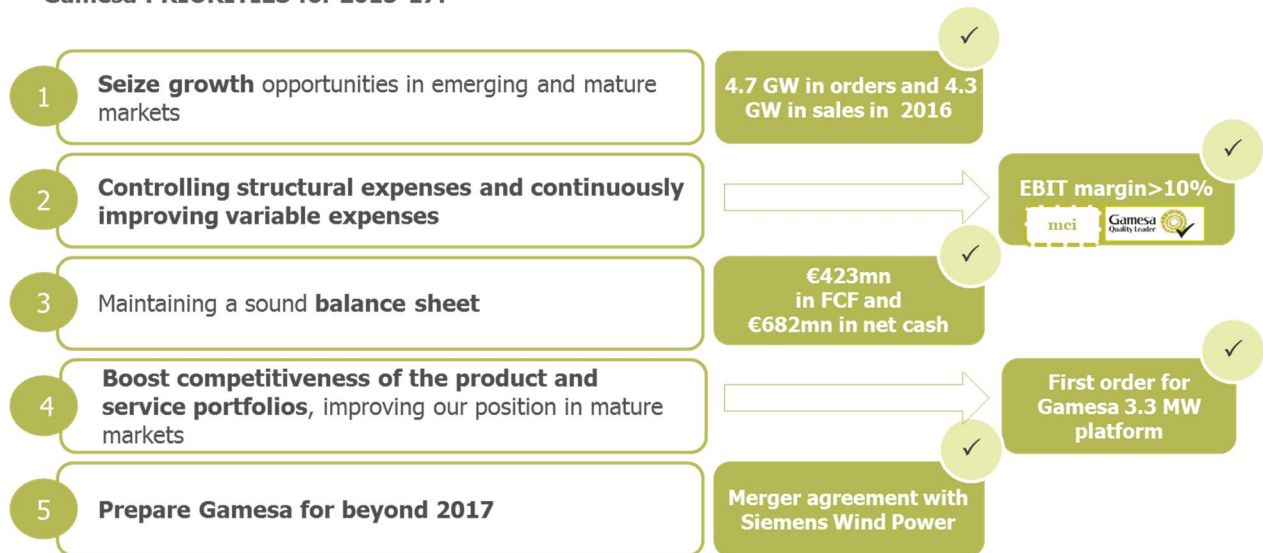 1
Seize growth opportunities in emerging and mature
markets
4.7 GW in orders and 4.3
GW in sales in 2016
2
Controlling structural expenses and continuously
improving variable expenses
EBIT margin>10%
mci
Gamesa
Quality Leader
3
Maintaining a sound balance sheet
€423mn
in FCF and
€682mn in net cash
4
Boost competitiveness of the product and
service portfolios, improving our position in mature
markets
First order for
Gamesa 3.3 MW
platform
5
Prepare Gamesa for beyond 2017
Merger agreement with
Siemens Wind Power